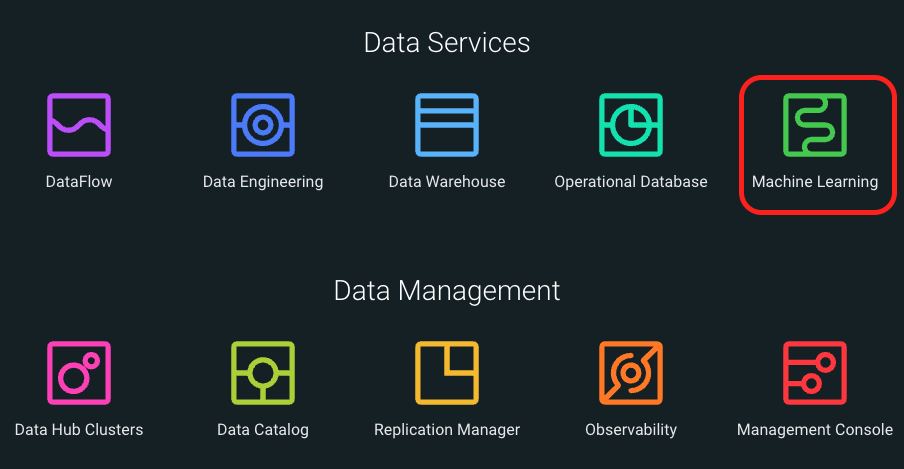 Data Services
DataFlow
Data Engineering
Data Warehouse
Operational Database
Machine Learning
Data Management
Data Hub Clusters
Data Catalog
Replication Manager
Observability
Management Console